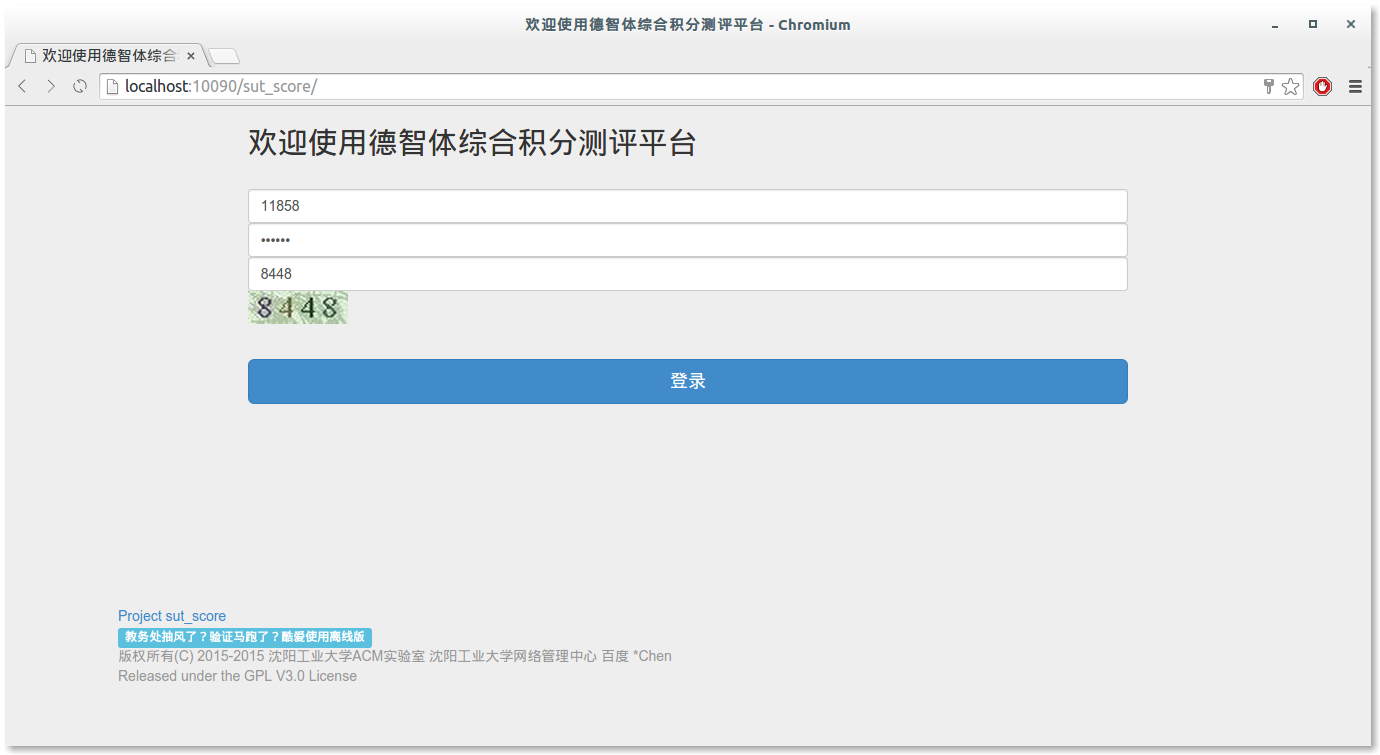 欢迎使用德智体综合积分测评平台 - Chromium
欢迎使用德智体综合
localhost:10090/sut_score/
欢迎使用德智体综合积分测评平台
11858
••••••
8448
8448
登录
Project sut_score
教务处抽风了？验证马跑了？酷爱使用离线版
版权所有(C) 2015-2015 沈阳工业大学ACM实验室 沈阳工业大学网络管理中心 百度 *Chen
Released under the GPL V3.0 License